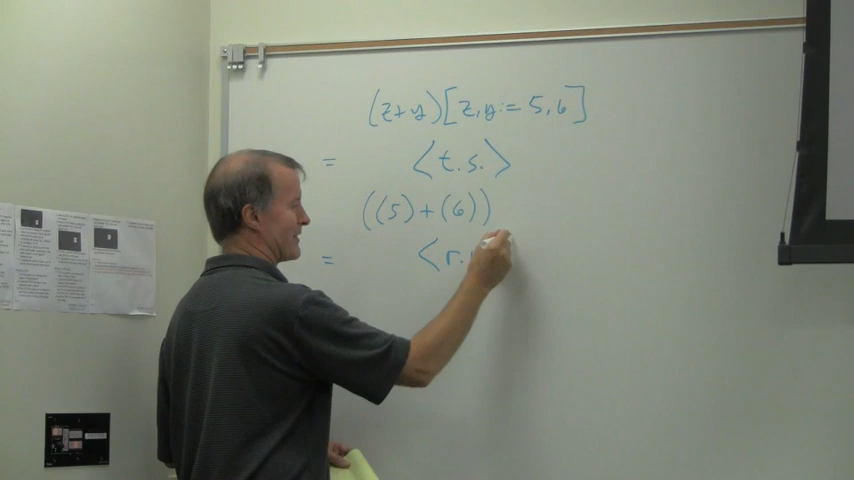 (z+y)[z,y:=5,6]
= <t.s.>
((5)+(6))
= <r.